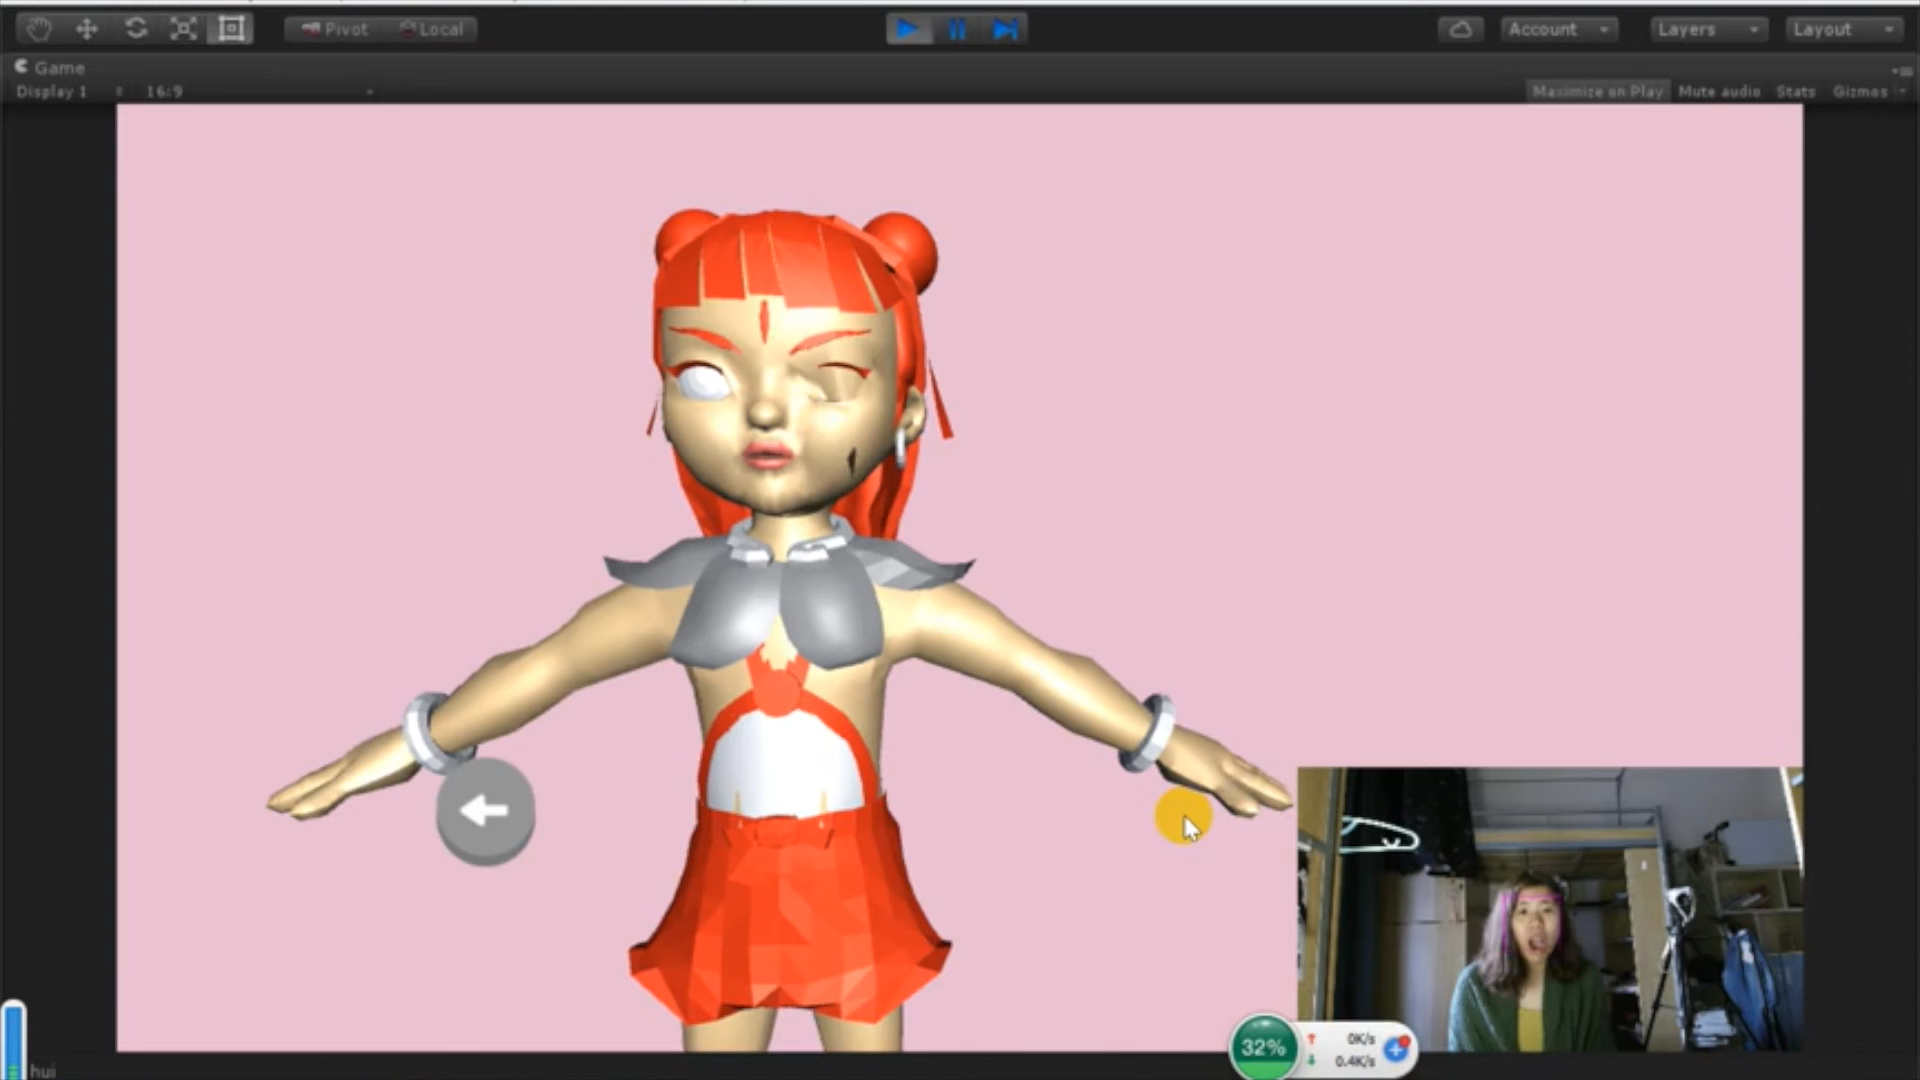 Pivot Local Account Layers Layout
Game
Display 1 16:9 Maximize on Play Mute audio Stats Gizmos
32% 0K/s
0.4K/s
hui